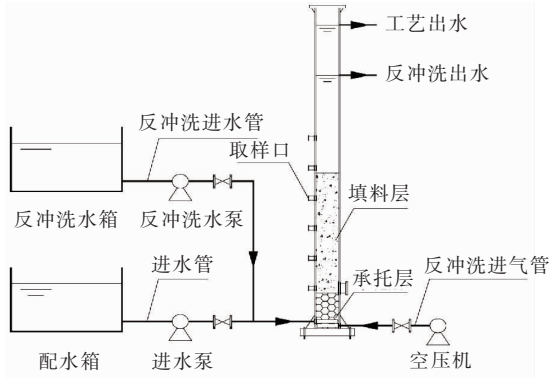 工艺出水
反冲洗出水
反冲洗进水管
取样口
填料层
反冲洗水箱
反冲洗水泵
进水管
承托层
反冲洗进气管
配水箱
进水泵
空压机